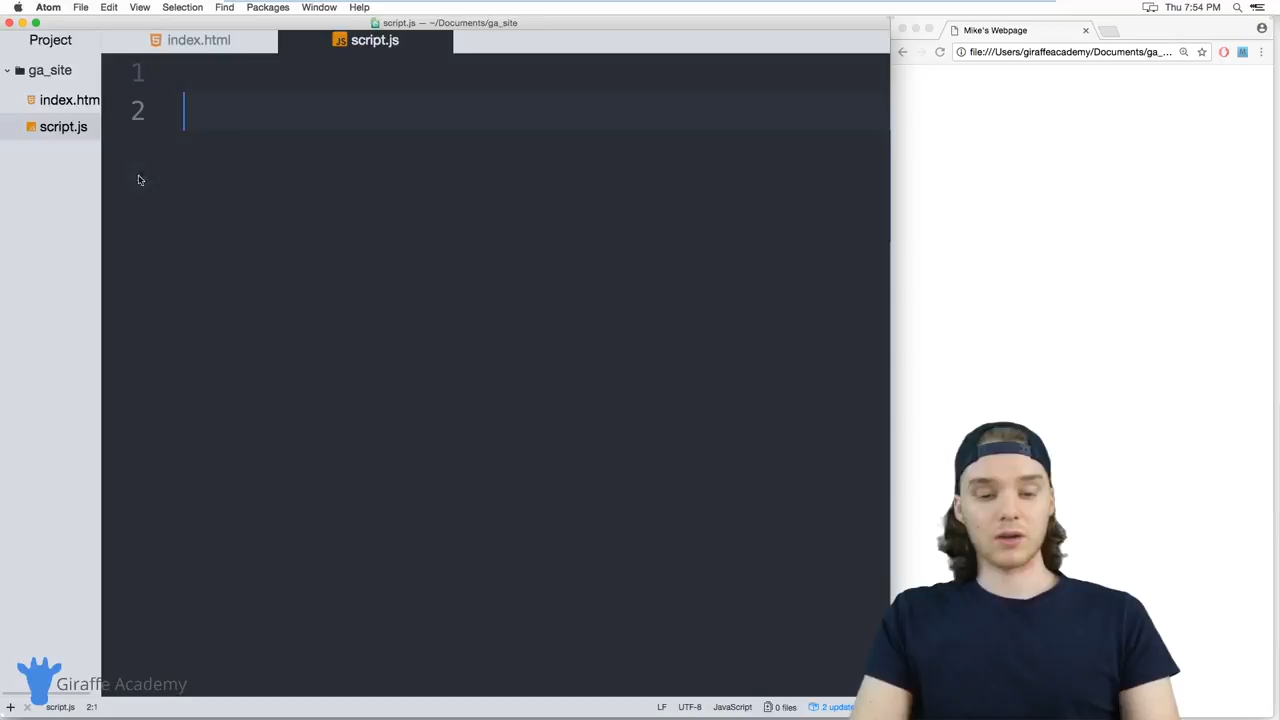 Atom File Edit View Selection Find Packages Window Help Thu 7:54 PM
script.js — ~/Documents/ga_site
Mike's Webpage
Project index.html script.js
file:///Users/giraffeacademy/Documents/ga_...
ga_site
index.htm
script.js
1
2
Giraffe Academy
script.js 2:1 LF UTF-8 JavaScript 0 files 2 update